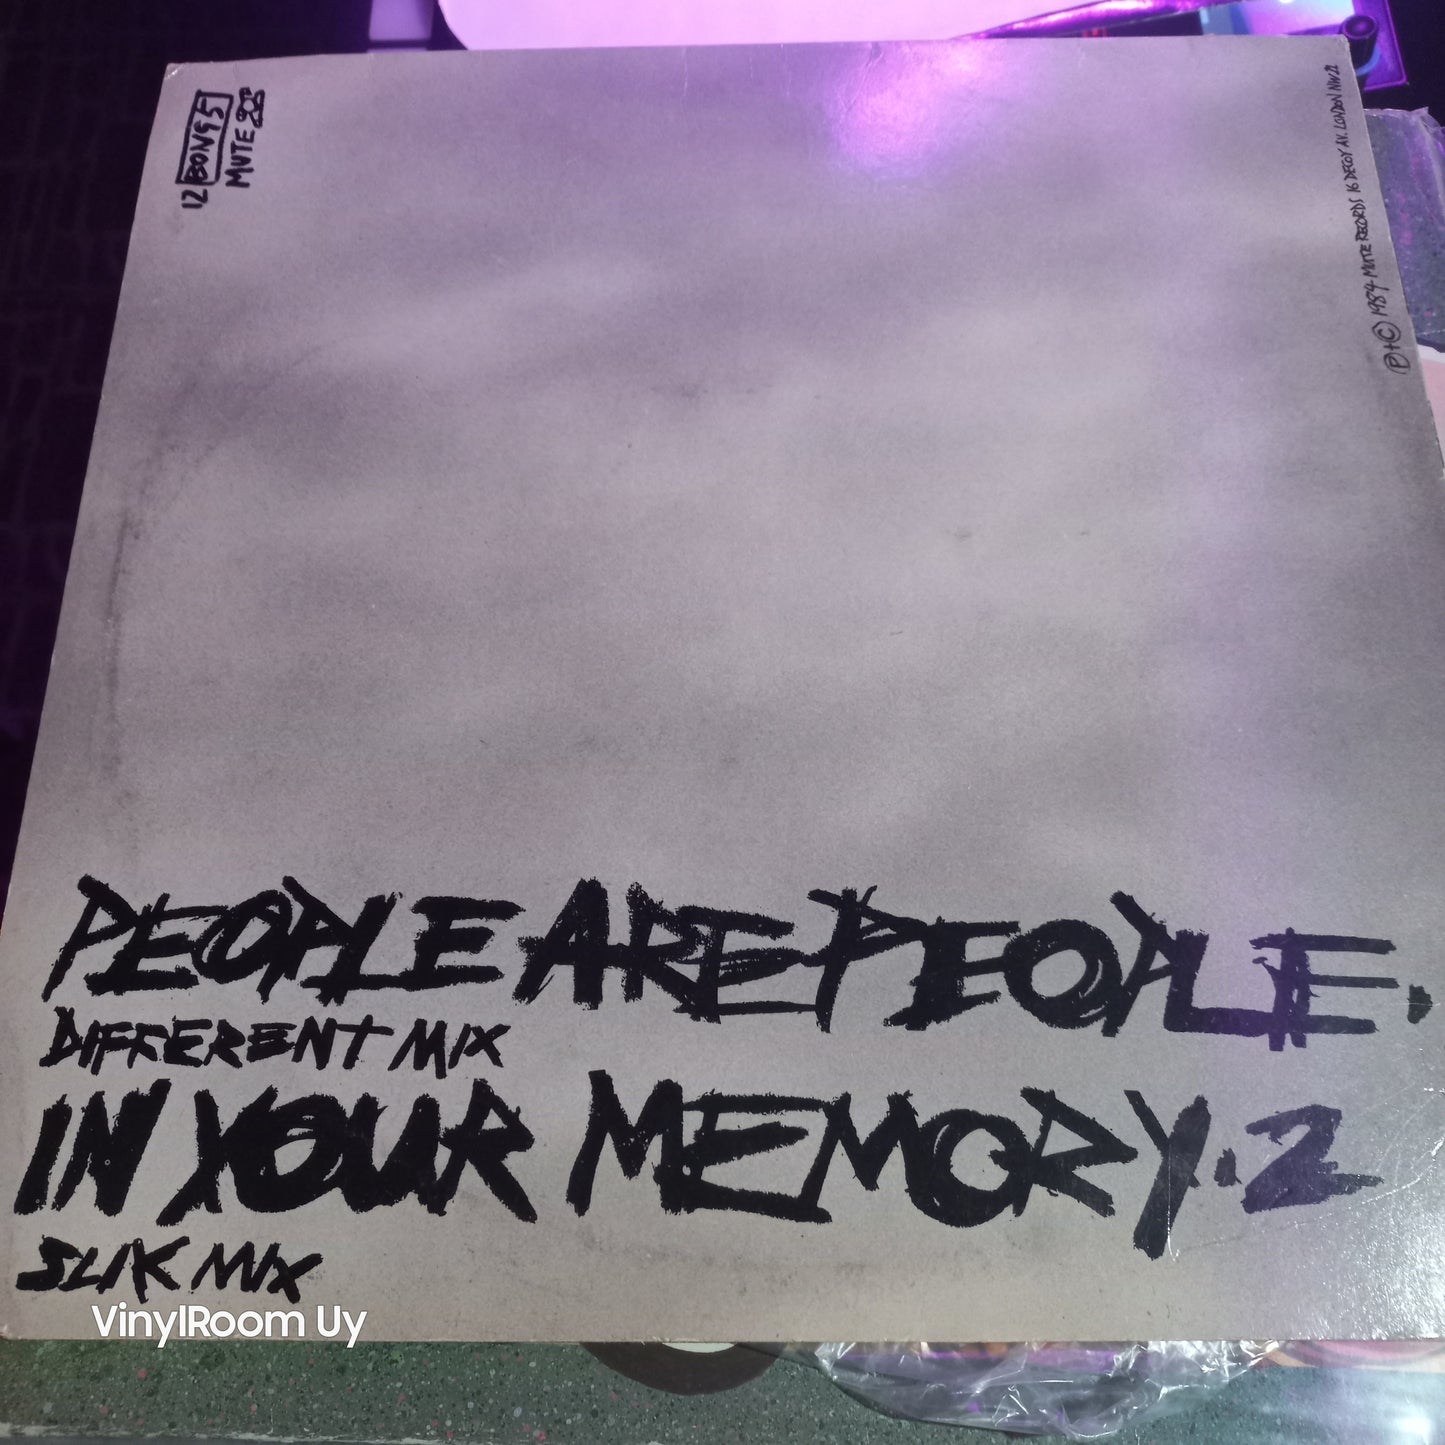 12 BONG 5
MUTE
Ⓟ+© 1984 MUTE RECORDS 16 DECOY AV. LONDON NW11
PEOPLE ARE PEOPLE.
DIFFERENT MIX
IN YOUR MEMORY.2
SLIK MIX
VinylRoom Uy